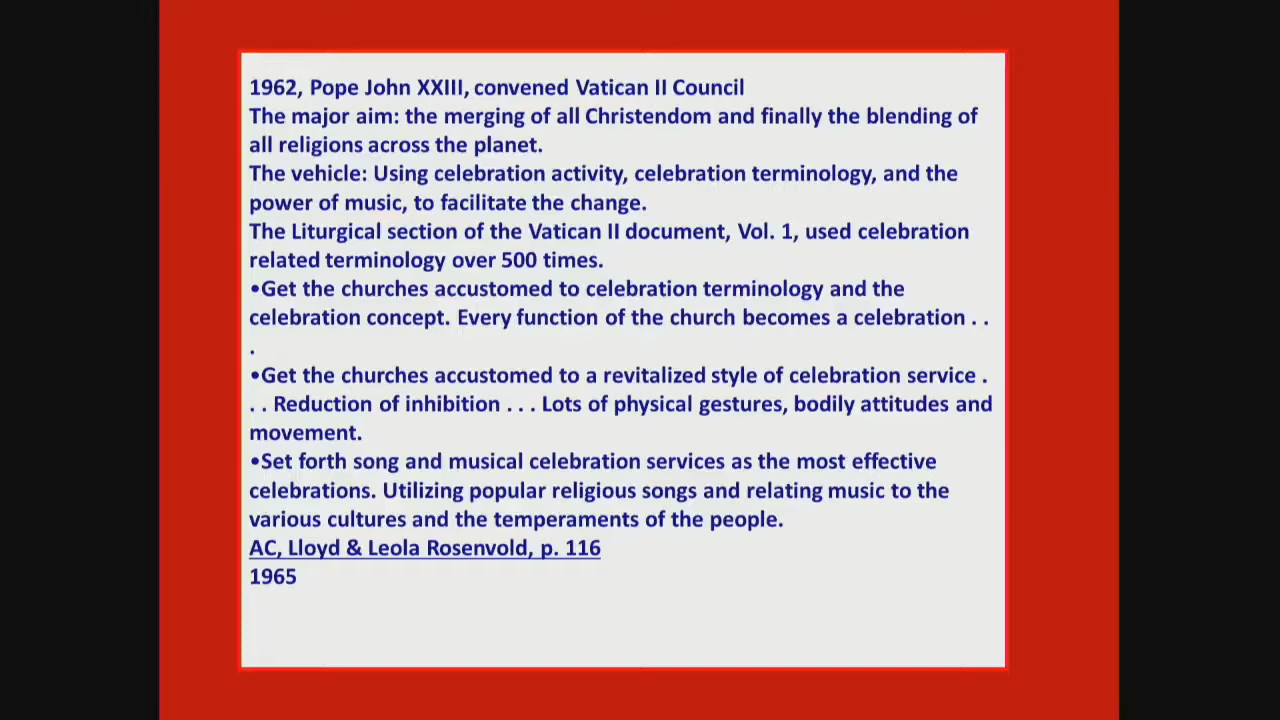 1962, Pope John XXIII, convened Vatican II Council
The major aim: the merging of all Christendom and finally the blending of
all religions across the planet.
The vehicle: Using celebration activity, celebration terminology, and the
power of music, to facilitate the change.
The Liturgical section of the Vatican II document, Vol. 1, used celebration
related terminology over 500 times.
•Get the churches accustomed to celebration terminology and the
celebration concept. Every function of the church becomes a celebration . .
.
•Get the churches accustomed to a revitalized style of celebration service .
. . Reduction of inhibition . . . Lots of physical gestures, bodily attitudes and
movement.
•Set forth song and musical celebration services as the most effective
celebrations. Utilizing popular religious songs and relating music to the
various cultures and the temperaments of the people.
AC, Lloyd & Leola Rosenvold, p. 116
1965